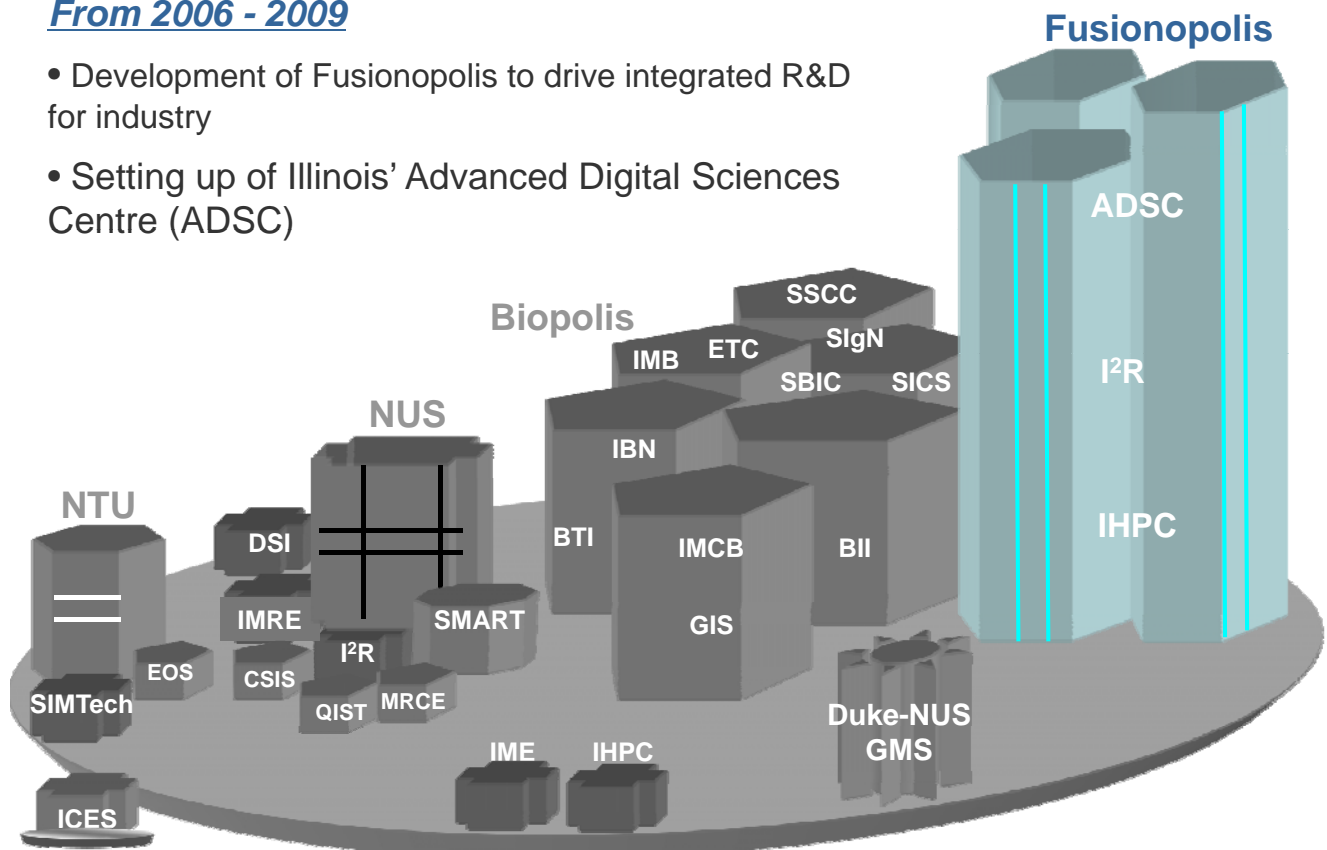 From 2006 - 2009
Fusionopolis
• Development of Fusionopolis to drive integrated R&D
for industry
• Setting up of Illinois’ Advanced Digital Sciences
Centre (ADSC)
ADSC
SSCC
Biopolis
SIgN
ETC
IMB
I²R
SBIC
SICS
NUS
IBN
NTU
IHPC
DSI
BTI
IMCB
BII
IMRE
SMART
GIS
I²R
EOS
CSIS
SIMTech
MRCE
QIST
Duke-NUS
GMS
IME
IHPC
ICES